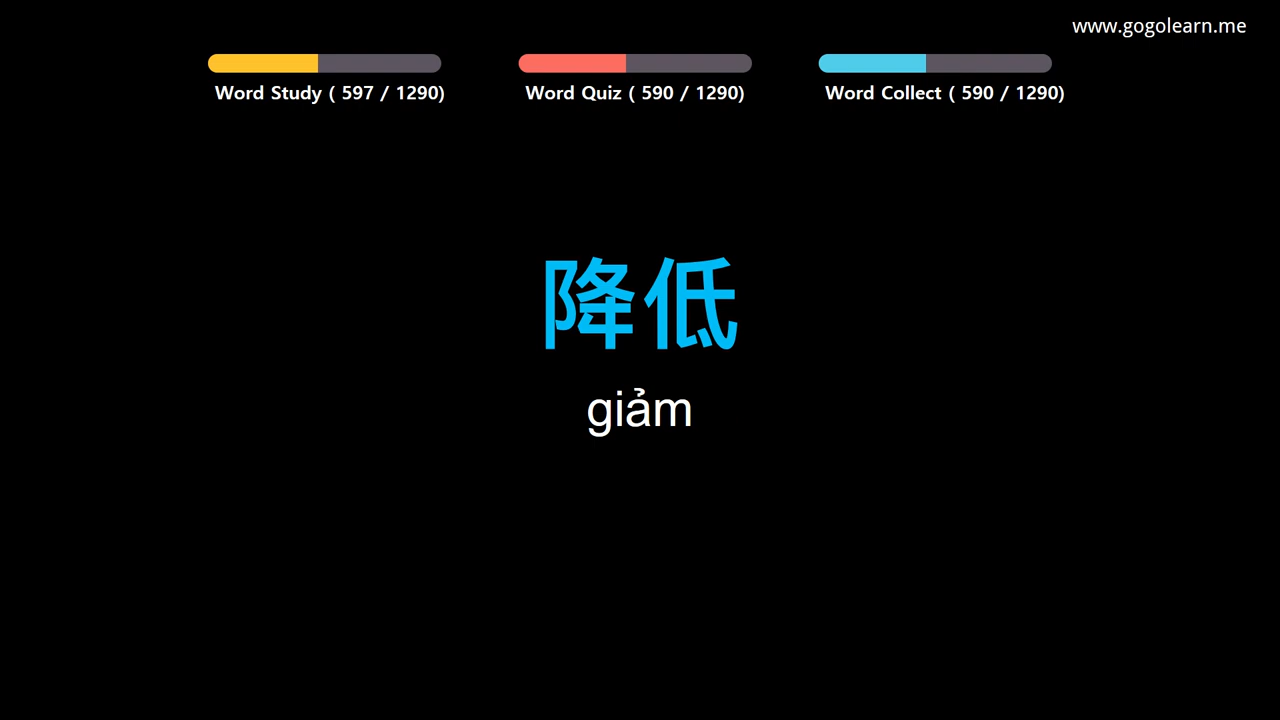 www.gogolearn.me
Word Study ( 597 / 1290)
Word Quiz ( 590 / 1290)
Word Collect ( 590 / 1290)
降低
giảm